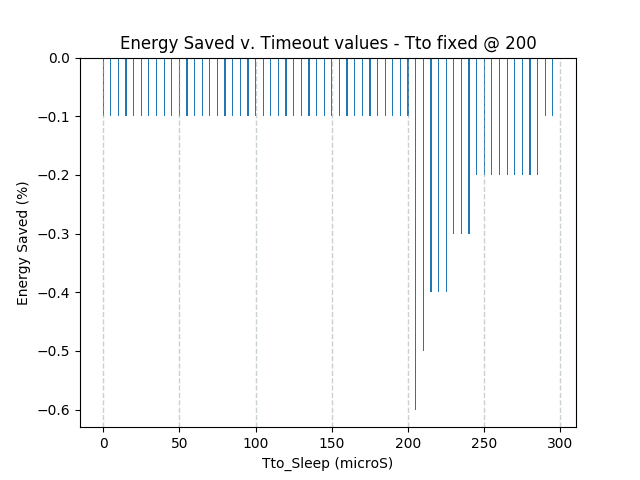 Energy Saved v. Timeout values - Tto fixed @ 200
0.0
−0.1
−0.2
−0.3
−0.4
−0.5
−0.6
Energy Saved (%)
0 50 100 150 200 250 300
Tto_Sleep (microS)